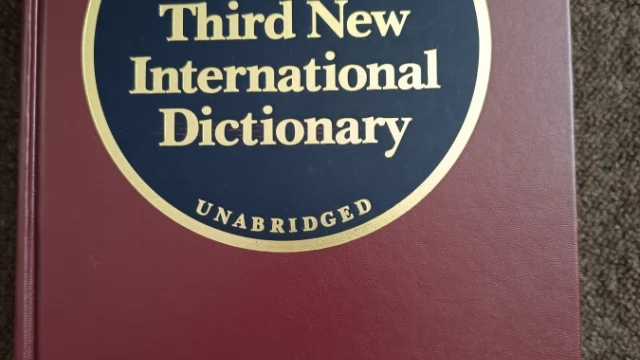 Third New
International
Dictionary
UNABRIDGED